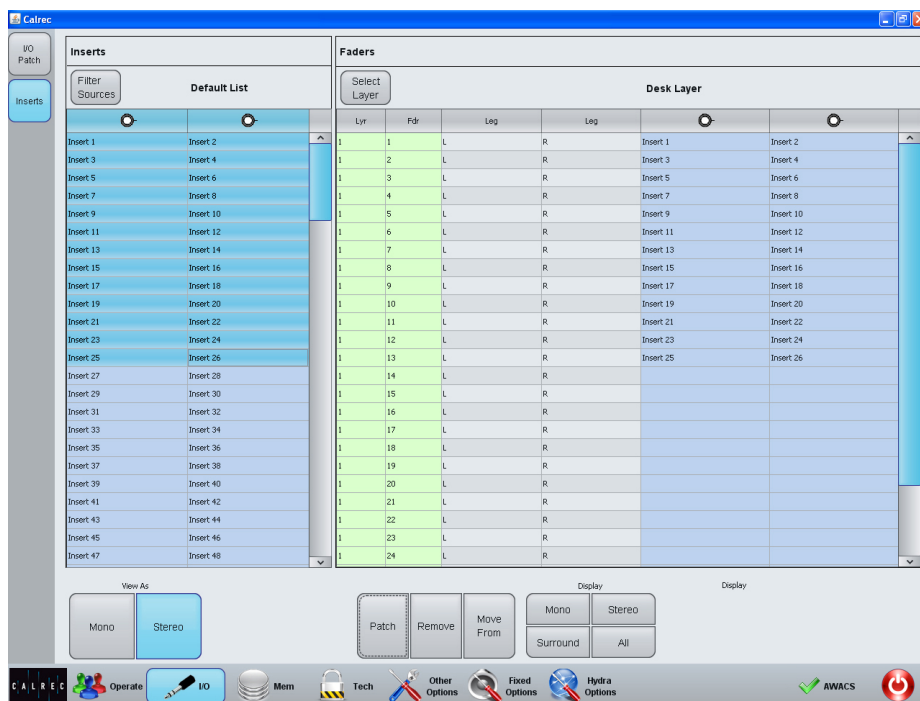 Calrec
I/O Patch
Inserts
Inserts
Filter Sources
Default List
Insert 1 Insert 2
Insert 3 Insert 4
Insert 5 Insert 6
Insert 7 Insert 8
Insert 9 Insert 10
Insert 11 Insert 12
Insert 13 Insert 14
Insert 15 Insert 16
Insert 17 Insert 18
Insert 19 Insert 20
Insert 21 Insert 22
Insert 23 Insert 24
Insert 25 Insert 26
Insert 27 Insert 28
Insert 29 Insert 30
Insert 31 Insert 32
Insert 33 Insert 34
Insert 35 Insert 36
Insert 37 Insert 38
Insert 39 Insert 40
Insert 41 Insert 42
Insert 43 Insert 44
Insert 45 Insert 46
Insert 47 Insert 48
Faders
Select Layer
Desk Layer
Lyr Fdr Leg Leg
1 1 L R Insert 1 Insert 2
1 2 L R Insert 3 Insert 4
1 3 L R Insert 5 Insert 6
1 4 L R Insert 7 Insert 8
1 5 L R Insert 9 Insert 10
1 6 L R Insert 11 Insert 12
1 7 L R Insert 13 Insert 14
1 8 L R Insert 15 Insert 16
1 9 L R Insert 17 Insert 18
1 10 L R Insert 19 Insert 20
1 11 L R Insert 21 Insert 22
1 12 L R Insert 23 Insert 24
1 13 L R Insert 25 Insert 26
1 14 L R
1 15 L R
1 16 L R
1 17 L R
1 18 L R
1 19 L R
1 20 L R
1 21 L R
1 22 L R
1 23 L R
1 24 L R
View As
Mono Stereo
Patch Remove Move From
Display
Mono Stereo
Surround All
Display
CALREC Operate I/O Mem Tech Other Options Fixed Options Hydra Options AWACS